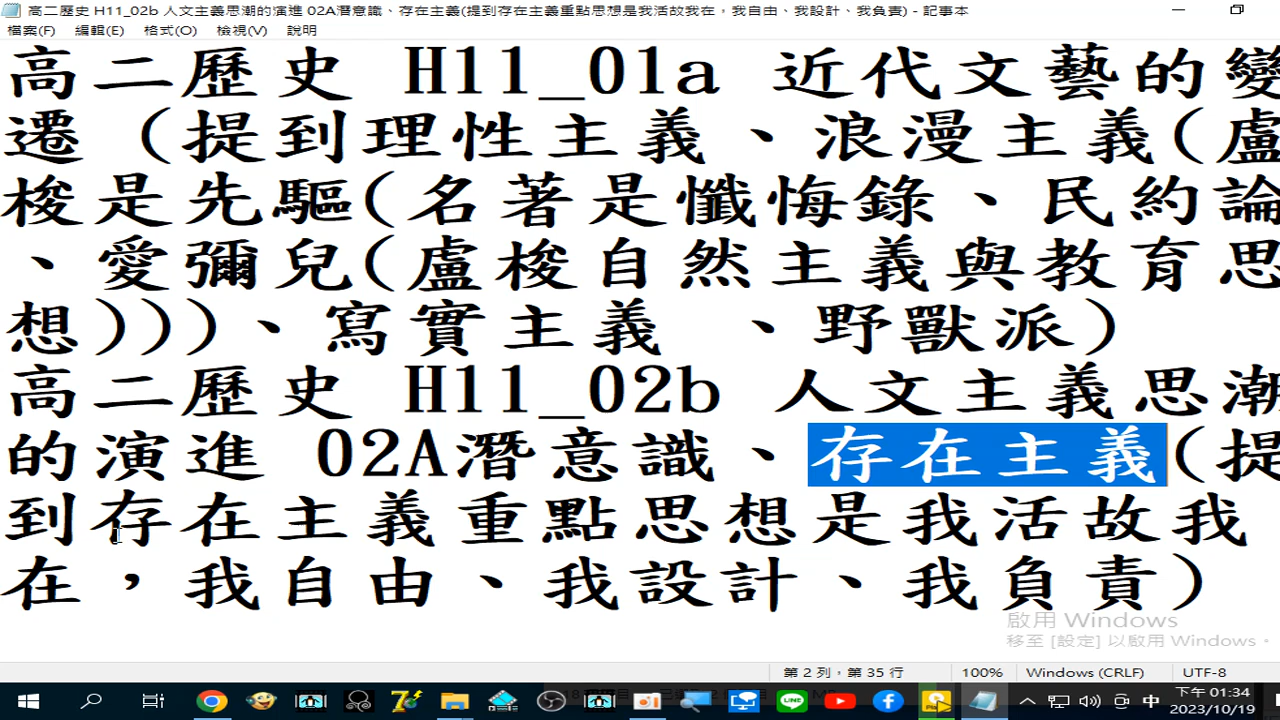 高二歷史 H11_02b 人文主義思潮的演進 02A潛意識、存在主義(提到存在主義重點思想是我活故我在，我自由、我設計、我負責) - 記事本
檔案(F) 編輯(E) 格式(O) 檢視(V) 說明
高二歷史 H11_01a 近代文藝的變
遷（提到理性主義、浪漫主義(盧
梭是先驅(名著是懺悔錄、民約論
、愛彌兒(盧梭自然主義與教育思
想)))、寫實主義 、野獸派)
高二歷史 H11_02b 人文主義思潮
的演進 02A潛意識、存在主義(提
到存在主義重點思想是我活故我
在，我自由、我設計、我負責)
啟用 Windows
移至 [設定] 以啟用 Windows。
第 2 列，第 35 行 100% Windows (CRLF) UTF-8
中 下午 01:34
2023/10/19